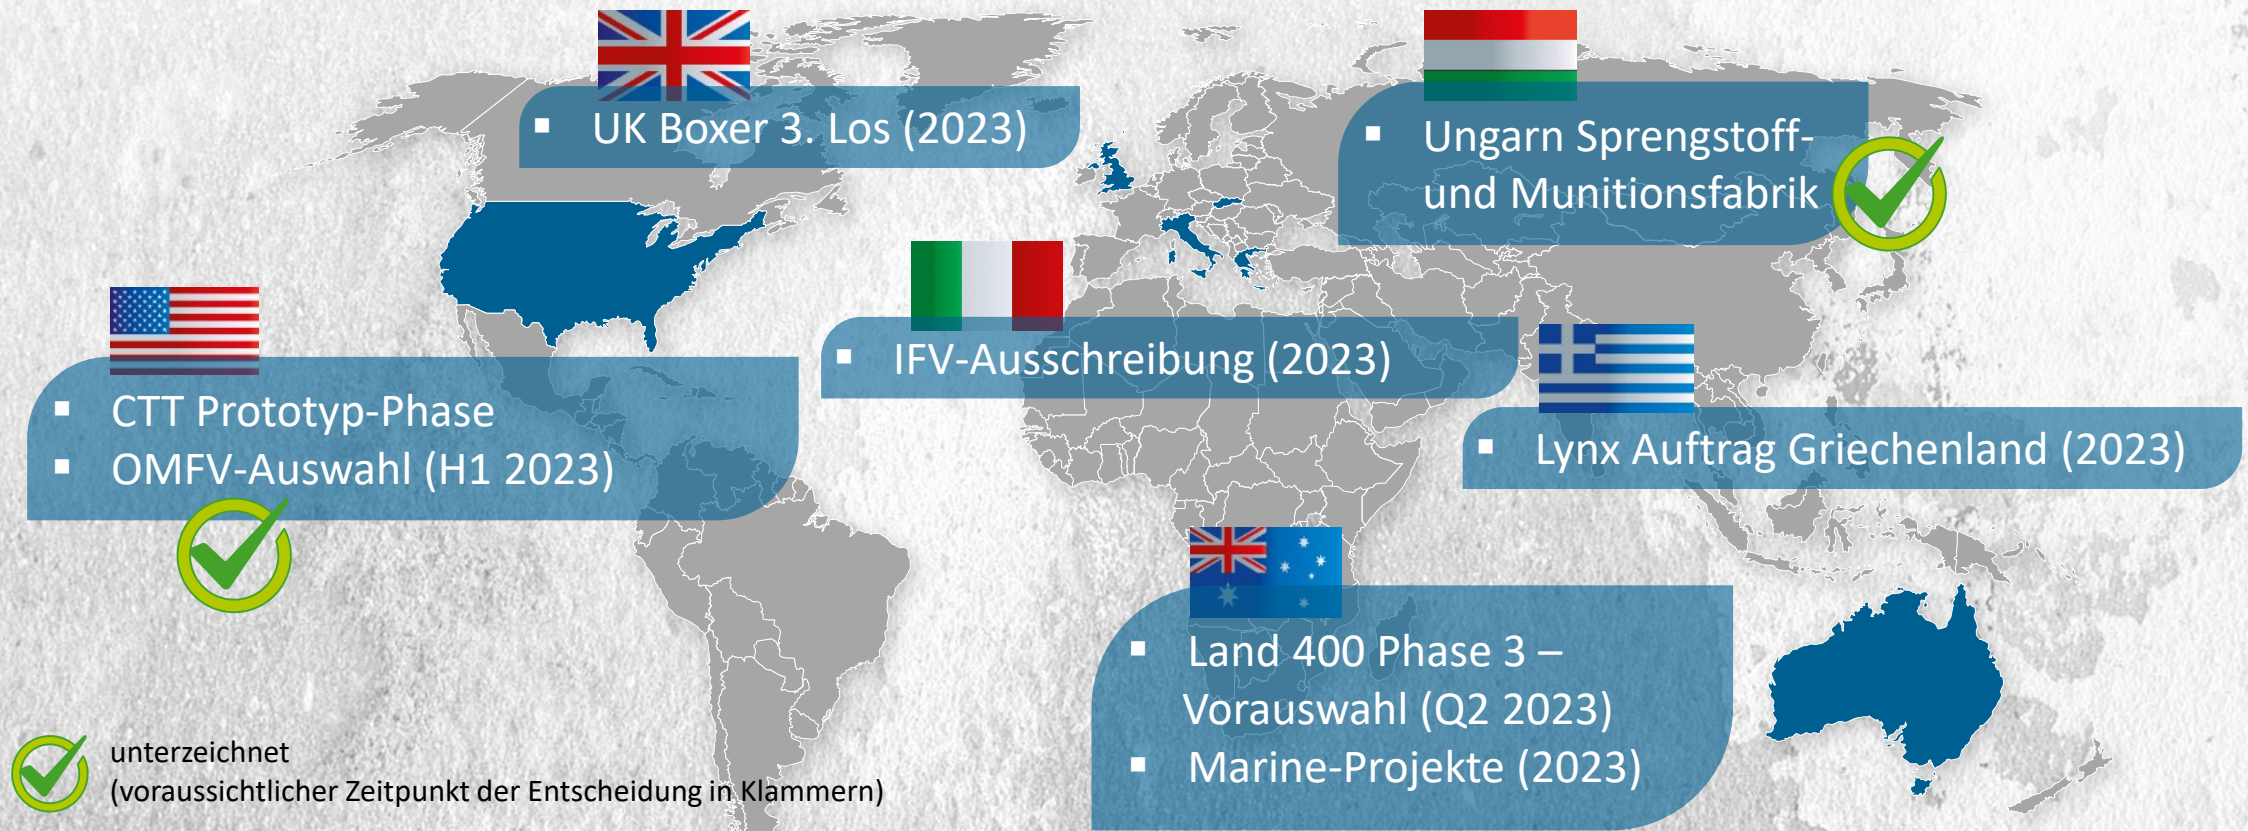 UK Boxer 3. Los (2023)
Ungarn Sprengstoff-
und Munitionsfabrik
IFV-Ausschreibung (2023)
CTT Prototyp-Phase
OMFV-Auswahl (H1 2023)
Lynx Auftrag Griechenland (2023)
Land 400 Phase 3 –
Vorauswahl (Q2 2023)
Marine-Projekte (2023)
unterzeichnet
(voraussichtlicher Zeitpunkt der Entscheidung in Klammern)